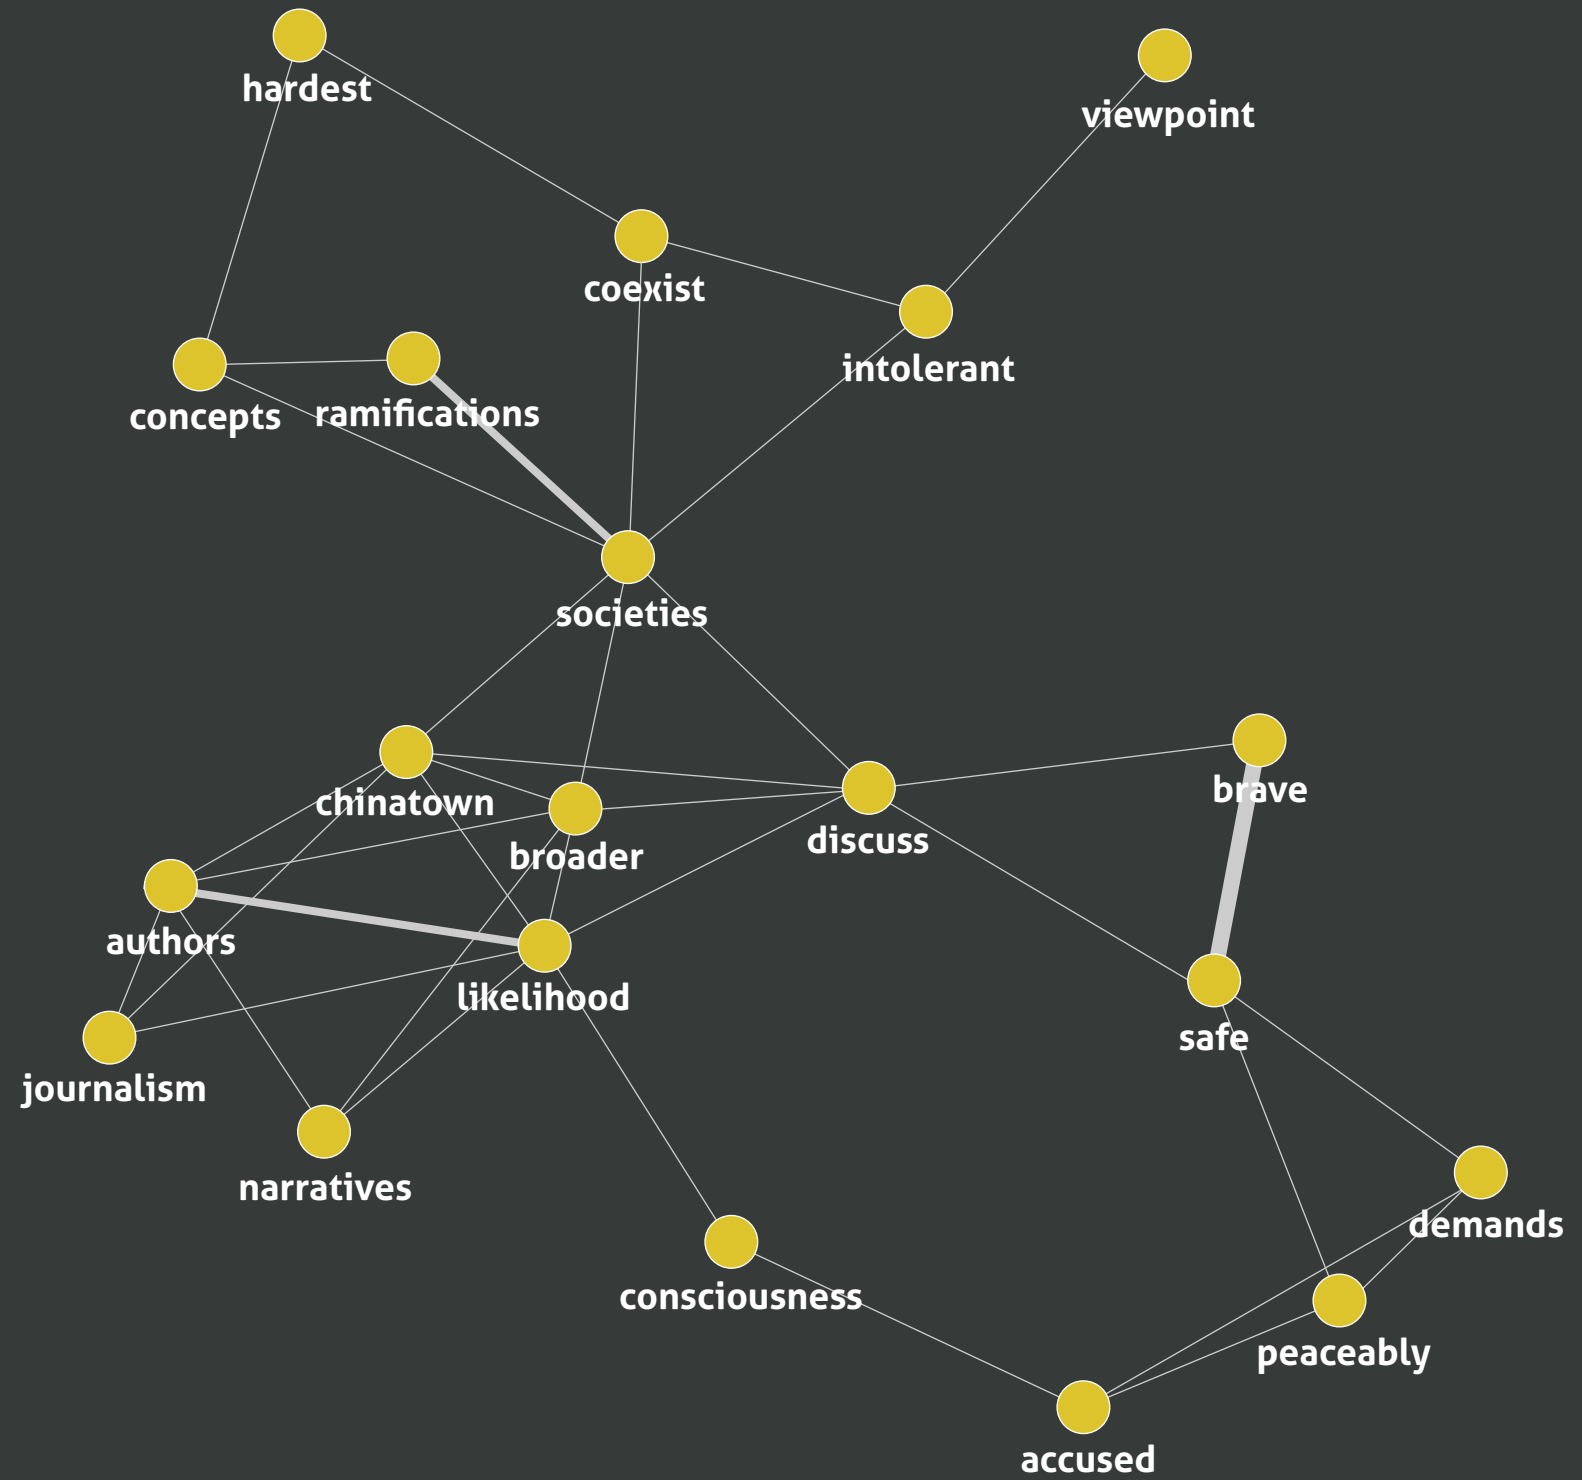 hardest
viewpoint
coexist
intolerant
concepts
ramifications
societies
brave
chinatown
discuss
broader
authors
likelihood
safe
journalism
narratives
demands
consciousness
peaceably
accused